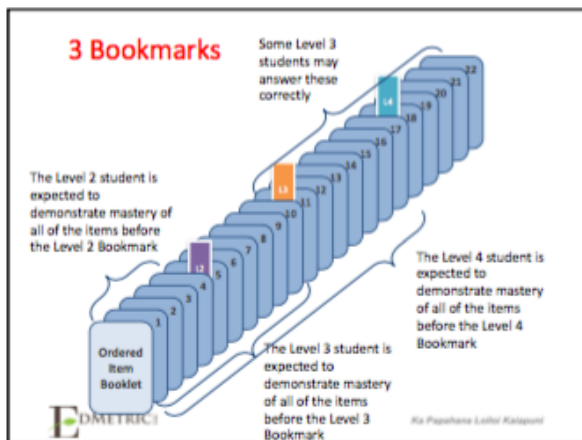 3 Bookmarks
Some Level 3
students may
answer these
correctly
The Level 2 student is
expected to
demonstrate mastery of
all of the items before
the Level 2 Bookmark
Ordered
Item
Booklet
1
2
3
4
5
6
7
8
9
10
11
12
13
14
15
16
17
18
19
20
21
22
L2
L3
L4
The Level 4 student is
expected to
demonstrate mastery
of all of the items
before the Level 4
Bookmark
The Level 3 student is
expected to
demonstrate mastery
of all of the items
before the Level 3
Bookmark
EDMETRIC
Ka Papahana Loiloi Kaiapuni